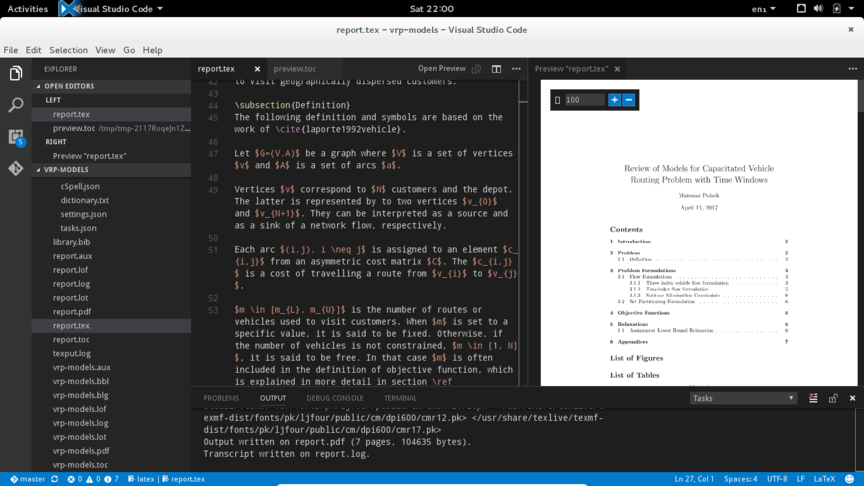 Activities
Visual Studio Code
Sat 22:00
en1
report.tex - vrp-models - Visual Studio Code
File Edit Selection View Go Help
EXPLORER
OPEN EDITORS
LEFT
report.tex
preview.toc /tmp/tmp-2117RoqeJn1Z...
RIGHT
Preview "report.tex"
VRP-MODELS
cSpell.json
dictionary.txt
settings.json
tasks.json
library.bib
report.aux
report.lof
report.log
report.lot
report.pdf
report.tex
report.toc
texput.log
vrp-models.aux
vrp-models.bbl
vrp-models.blg
vrp-models.lof
vrp-models.log
vrp-models.lot
vrp-models.pdf
vrp-models.tex
vrp-models.toc
5
report.tex
preview.toc
Open Preview
42 to visit geographically dispersed customers.
43
44 \subsection{Definition}
45 The following definition and symbols are based on the
work of \cite{laporte1992vehicle}.
46
47 Let $G=(V,A)$ be a graph where $V$ is a set of vertices
$v$ and $A$ is a set of arcs $a$.
48
49 Vertices $v$ correspond to $N$ customers and the depot.
The latter is represented by to two vertices $v_{0}$
and $v_{N+1}$. They can be interpreted as a source and
as a sink of a network flow, respectively.
50
51 Each arc $(i,j), i \neq j$ is assigned to an element $c_
{i,j}$ from an asymmetric cost matrix $C$. The $c_{i,j}
$ is a cost of travelling a route from $v_{i}$ to $v_{j}
$.
52
53 $m \in [m_{L}, m_{U}]$ is the number of routes or
vehicles used to visit customers. When $m$ is set to a
specific value, it is said to be fixed. Otherwise, if
the number of vehicles is not constrained, $m \in [1, N]
$, it is said to be free. In that case $m$ is often
included in the definition of objective function, which
is explained in more detail in section \ref
Preview "report.tex"
100
Review of Models for Capacitated Vehicle
Routing Problem with Time Windows
Mateusz Polnik
April 15, 2017
Contents
1 Introduction 2
2 Problem 2
2.1 Definition 2
3 Problem Formulations 3
3.1 Flow Formulations 3
3.1.1 Three index vehicle flow formulation
3.1.2 Two-index flow formulation
3.1.3 Subtour Elimination Constraints 6
3.2 Set Partitioning Formulation 6
4 Objective Functions 6
5 Relaxations 6
5.1 Assignment Lower Bound Relaxation 6
6 Appendices 7
List of Figures
List of Tables
PROBLEMS OUTPUT DEBUG CONSOLE TERMINAL
Tasks
exmf-dist/fonts/pk/ljfour/public/cm/dpi600/cmr12.pk> </usr/share/texlive/texmf-
dist/fonts/pk/ljfour/public/cm/dpi600/cmr17.pk>
Output written on report.pdf (7 pages, 104635 bytes).
Transcript written on report.log.
master 0 0 7 latex | report.tex
Ln 27, Col 1 Spaces: 4 UTF-8 LF LaTeX